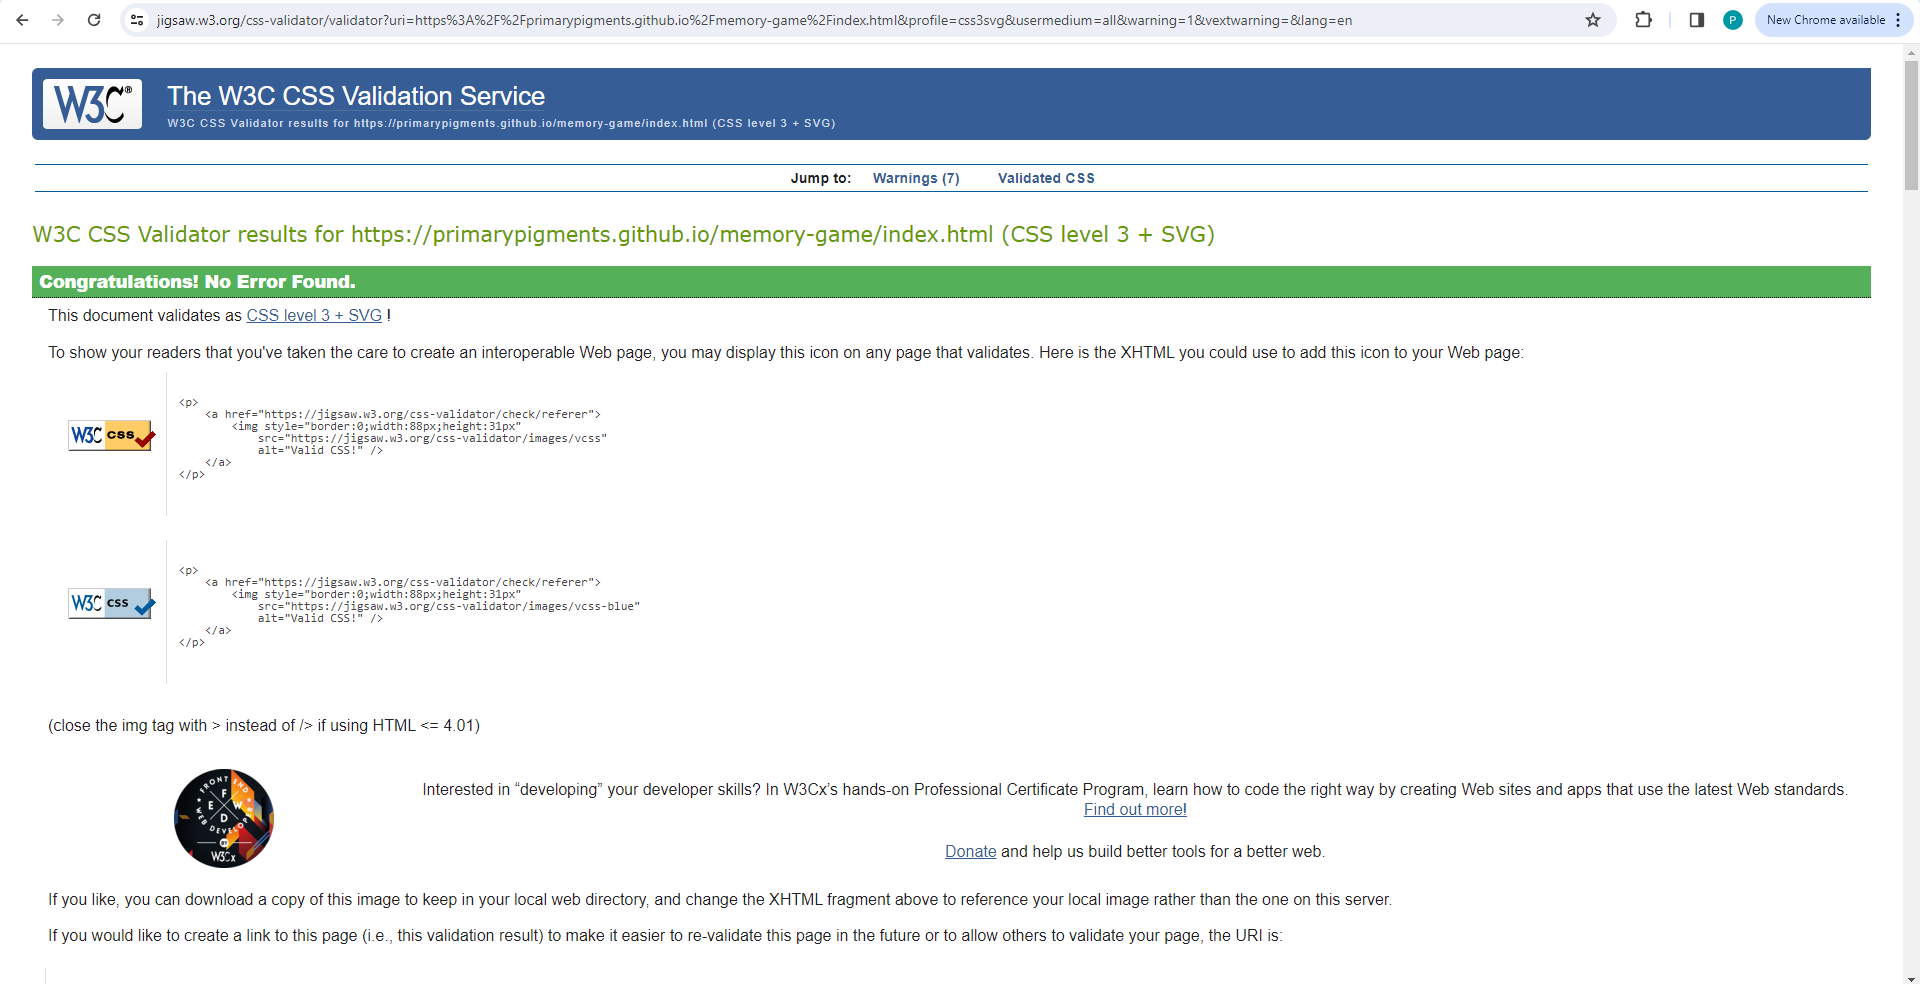 jigsaw.w3.org/css-validator/validator?uri=https%3A%2F%2Fprimarypigments.github.io%2Fmemory-game%2Findex.html&profile=css3svg&usermedium=all&warning=1&vextwarning=&lang=en
P
New Chrome available
W3C®
The W3C CSS Validation Service
W3C CSS Validator results for https://primarypigments.github.io/memory-game/index.html (CSS level 3 + SVG)
Jump to: Warnings (7) Validated CSS
W3C CSS Validator results for https://primarypigments.github.io/memory-game/index.html (CSS level 3 + SVG)
Congratulations! No Error Found.
This document validates as CSS level 3 + SVG !
To show your readers that you've taken the care to create an interoperable Web page, you may display this icon on any page that validates. Here is the XHTML you could use to add this icon to your Web page:
W3C css
<p>
    <a href="https://jigsaw.w3.org/css-validator/check/referer">
        <img style="border:0;width:88px;height:31px"
            src="https://jigsaw.w3.org/css-validator/images/vcss"
            alt="Valid CSS!" />
    </a>
</p>
W3C css
<p>
    <a href="https://jigsaw.w3.org/css-validator/check/referer">
        <img style="border:0;width:88px;height:31px"
            src="https://jigsaw.w3.org/css-validator/images/vcss-blue"
            alt="Valid CSS!" />
    </a>
</p>
(close the img tag with > instead of /> if using HTML <= 4.01)
FRONT END
WEB DEVELOPER
F E W D
BY
W3Cx
Interested in “developing” your developer skills? In W3Cx’s hands-on Professional Certificate Program, learn how to code the right way by creating Web sites and apps that use the latest Web standards.
Find out more!
Donate and help us build better tools for a better web.
If you like, you can download a copy of this image to keep in your local web directory, and change the XHTML fragment above to reference your local image rather than the one on this server.
If you would like to create a link to this page (i.e., this validation result) to make it easier to re-validate this page in the future or to allow others to validate your page, the URI is: